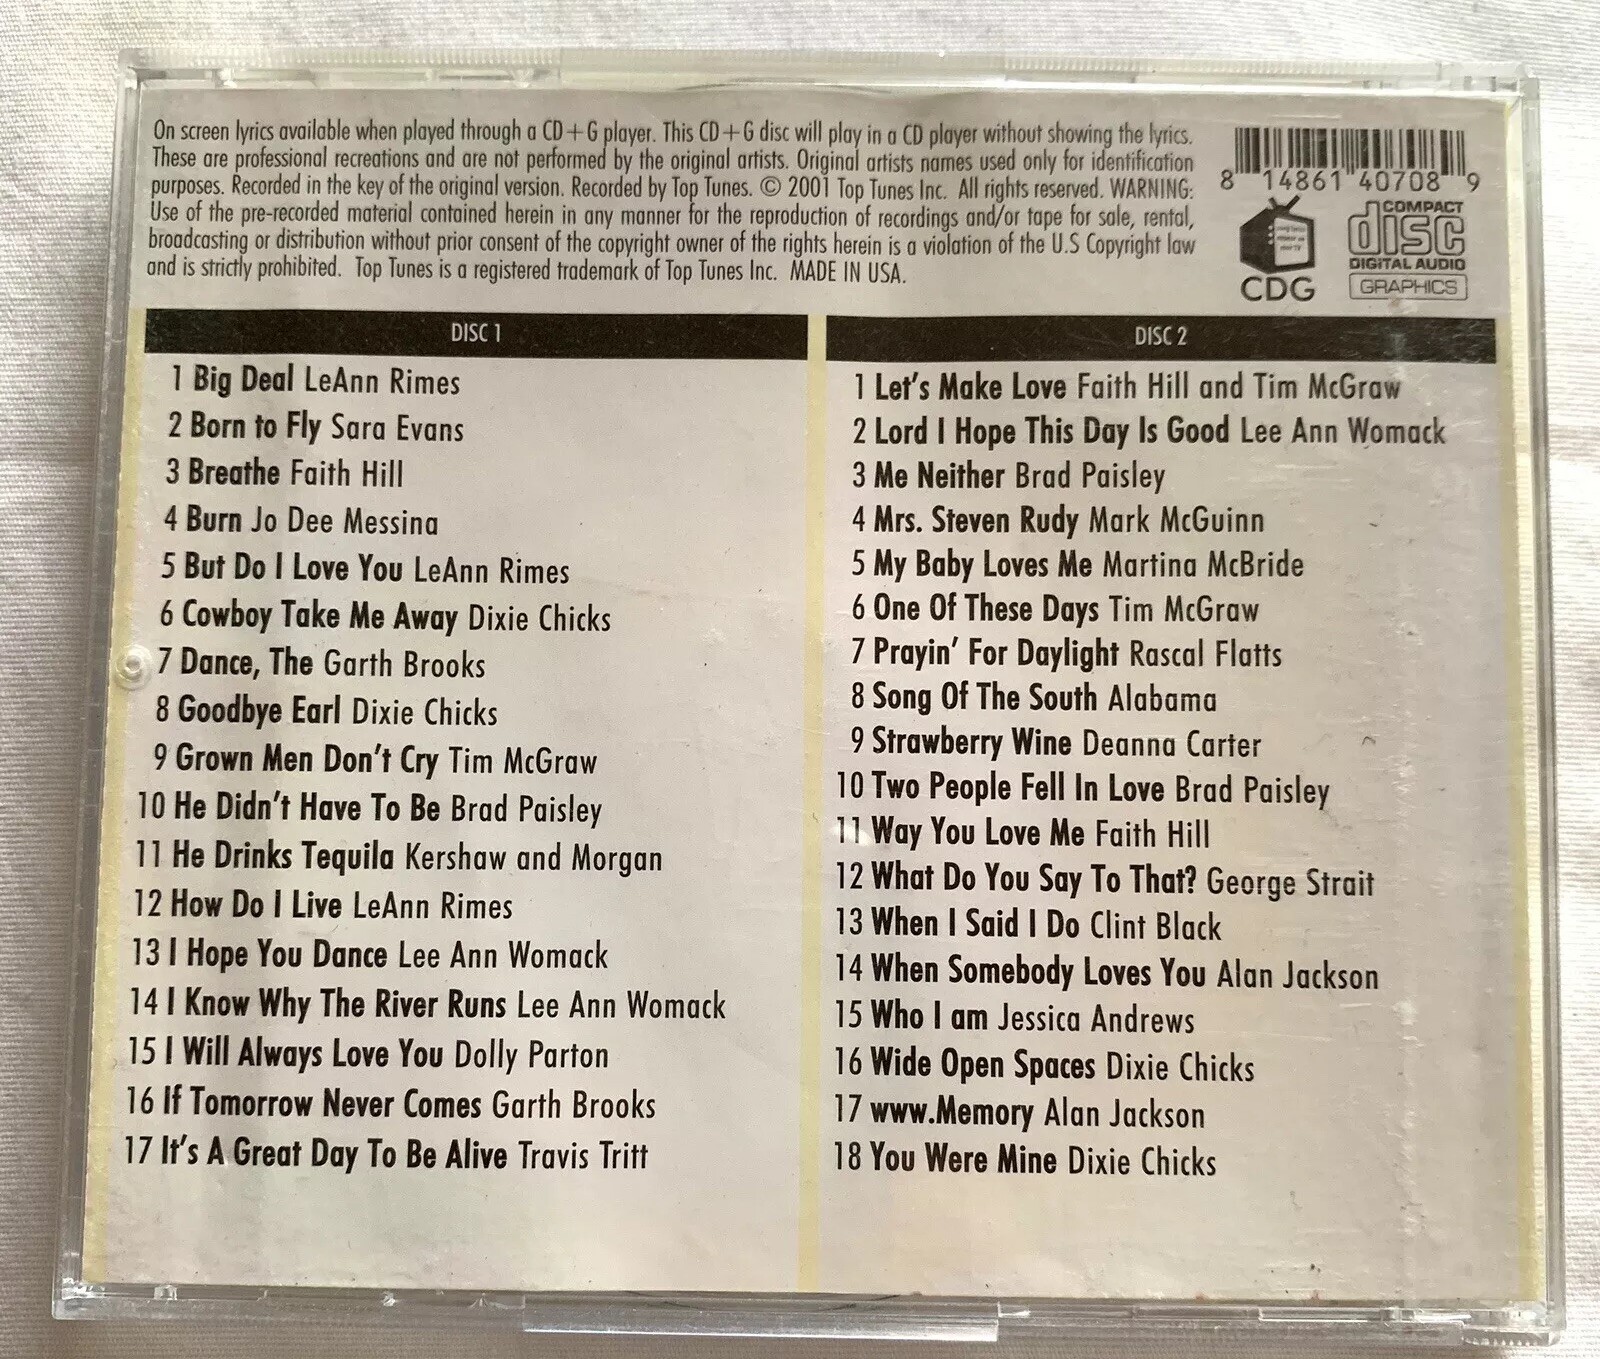 On screen lyrics available when played through a CD+G player. This CD+G disc will play in a CD player without showing the lyrics.
These are professional recreations and are not performed by the original artists. Original artists names used only for identification
purposes. Recorded in the key of the original version. Recorded by Top Tunes. © 2001 Top Tunes Inc. All rights reserved. WARNING:
Use of the pre-recorded material contained herein in any manner for the reproduction of recordings and/or tape for sale, rental,
broadcasting or distribution without prior consent of the copyright owner of the rights herein is a violation of the U.S Copyright law
and is strictly prohibited. Top Tunes is a registered trademark of Top Tunes Inc. MADE IN USA.
8 14861 40708 9
CDG
COMPACT
disc
DIGITAL AUDIO
GRAPHICS
DISC 1
1 Big Deal LeAnn Rimes
2 Born to Fly Sara Evans
3 Breathe Faith Hill
4 Burn Jo Dee Messina
5 But Do I Love You LeAnn Rimes
6 Cowboy Take Me Away Dixie Chicks
7 Dance, The Garth Brooks
8 Goodbye Earl Dixie Chicks
9 Grown Men Don't Cry Tim McGraw
10 He Didn't Have To Be Brad Paisley
11 He Drinks Tequila Kershaw and Morgan
12 How Do I Live LeAnn Rimes
13 I Hope You Dance Lee Ann Womack
14 I Know Why The River Runs Lee Ann Womack
15 I Will Always Love You Dolly Parton
16 If Tomorrow Never Comes Garth Brooks
17 It's A Great Day To Be Alive Travis Tritt
DISC 2
1 Let's Make Love Faith Hill and Tim McGraw
2 Lord I Hope This Day Is Good Lee Ann Womack
3 Me Neither Brad Paisley
4 Mrs. Steven Rudy Mark McGuinn
5 My Baby Loves Me Martina McBride
6 One Of These Days Tim McGraw
7 Prayin' For Daylight Rascal Flatts
8 Song Of The South Alabama
9 Strawberry Wine Deanna Carter
10 Two People Fell In Love Brad Paisley
11 Way You Love Me Faith Hill
12 What Do You Say To That? George Strait
13 When I Said I Do Clint Black
14 When Somebody Loves You Alan Jackson
15 Who I am Jessica Andrews
16 Wide Open Spaces Dixie Chicks
17 www.Memory Alan Jackson
18 You Were Mine Dixie Chicks